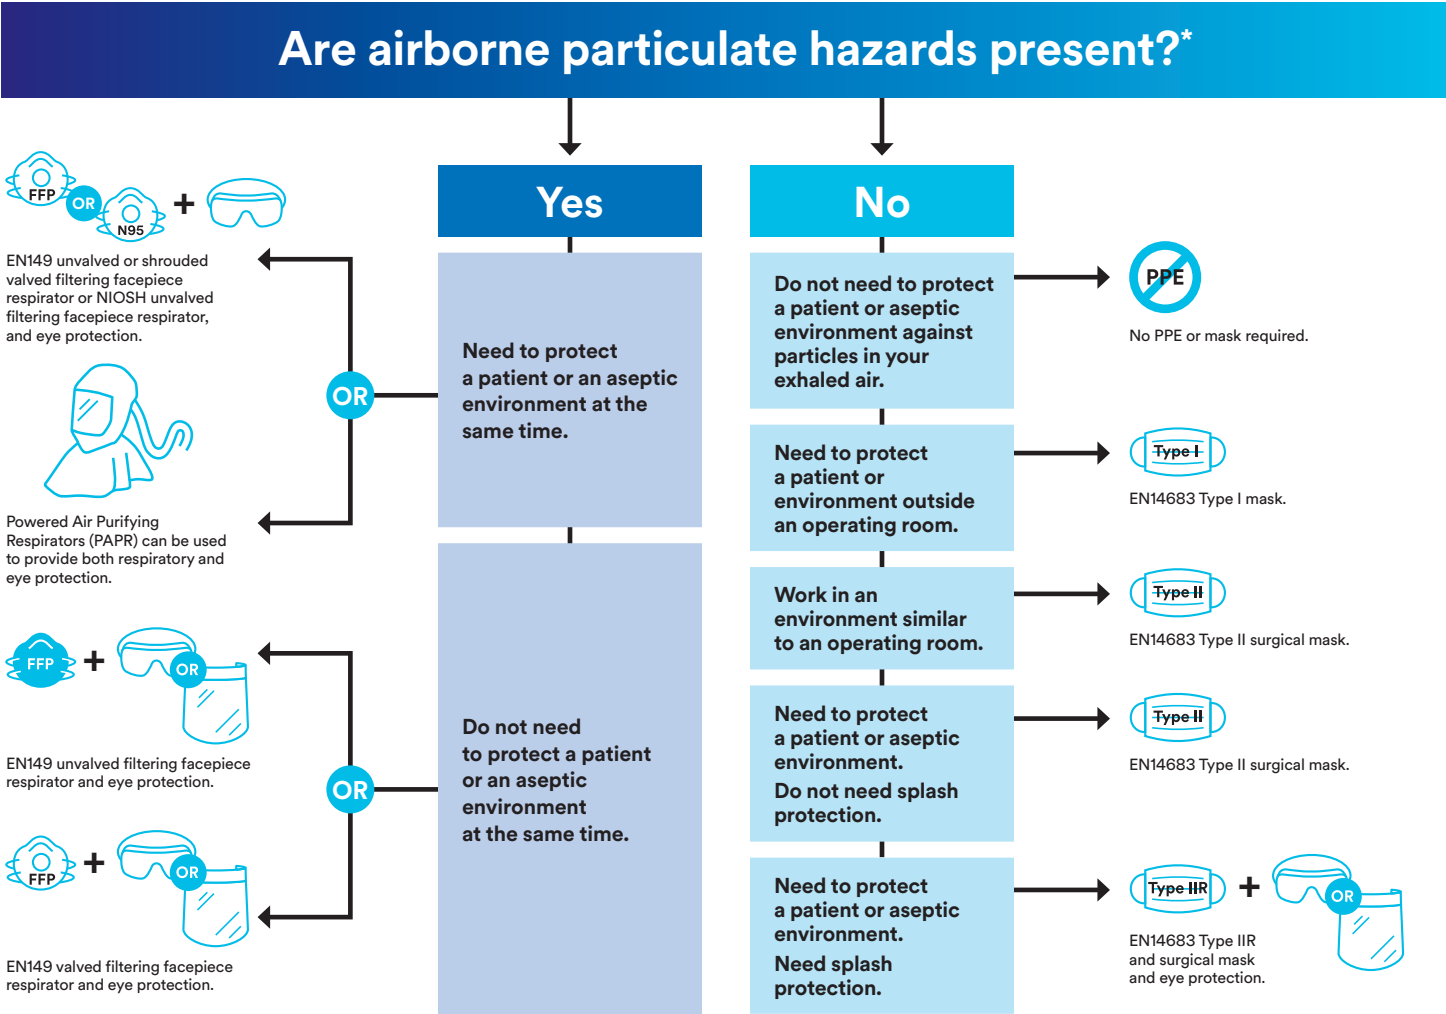 Are airborne particulate hazards present?*
Yes
No
FFP
OR
N95
+
EN149 unvalved or shrouded
valved filtering facepiece
respirator or NIOSH unvalved
filtering facepiece respirator,
and eye protection.
OR
Powered Air Purifying
Respirators (PAPR) can be used
to provide both respiratory and
eye protection.
Need to protect
a patient or an aseptic
environment at the
same time.
FFP
+
OR
EN149 unvalved filtering facepiece
respirator and eye protection.
OR
FFP
+
OR
EN149 valved filtering facepiece
respirator and eye protection.
Do not need
to protect a patient
or an aseptic
environment
at the same time.
Do not need to protect
a patient or aseptic
environment against
particles in your
exhaled air.
PPE
No PPE or mask required.
Need to protect
a patient or
environment outside
an operating room.
Type I
EN14683 Type I mask.
Work in an
environment similar
to an operating room.
Type II
EN14683 Type II surgical mask.
Need to protect
a patient or aseptic
environment.
Do not need splash
protection.
Type II
EN14683 Type II surgical mask.
Need to protect
a patient or aseptic
environment.
Need splash
protection.
Type IIR
+
OR
EN14683 Type IIR
and surgical mask
and eye protection.